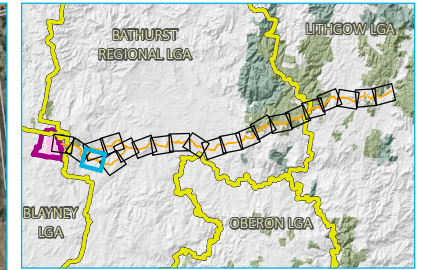 BATHURST
REGIONAL LGA
LITHGOW LGA
BLAYNEY
LGA
OBERON LGA